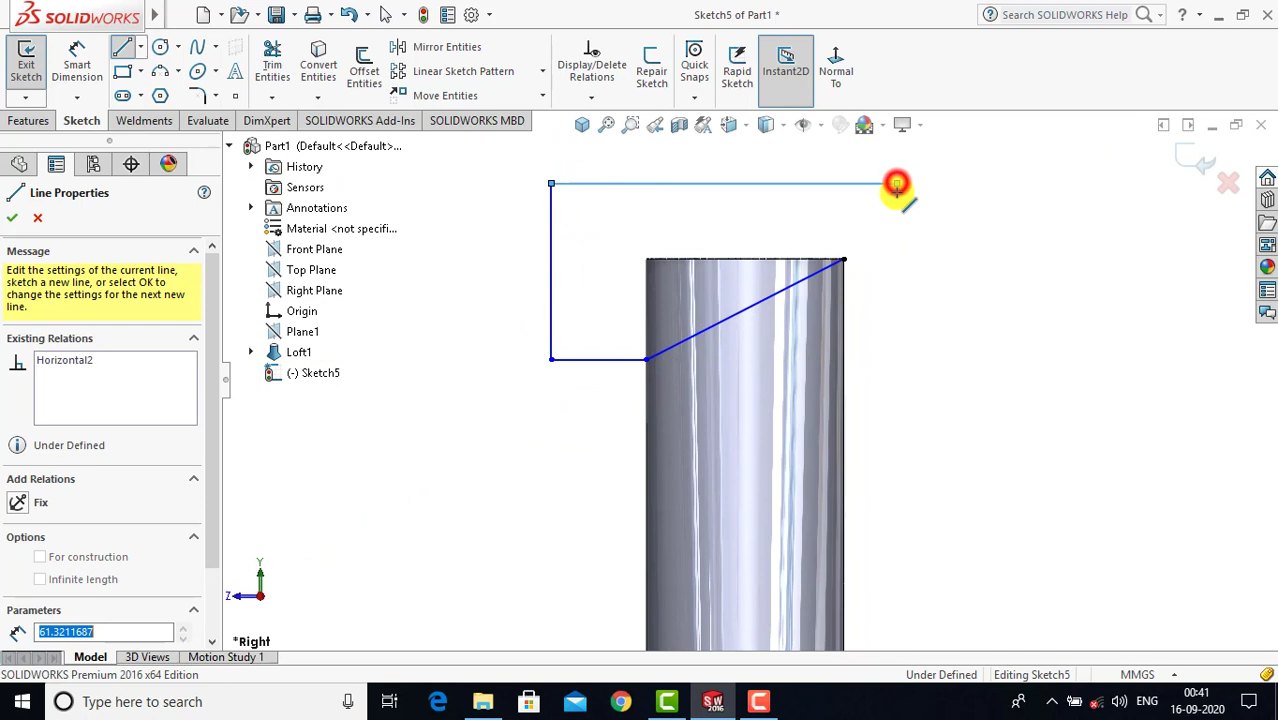 SOLIDWORKS
Sketch5 of Part1 *
Search SOLIDWORKS Help
?
Exit Sketch
Smart Dimension
Trim Entities
Convert Entities
Offset Entities
Mirror Entities
Linear Sketch Pattern
Move Entities
Display/Delete Relations
Repair Sketch
Quick Snaps
Rapid Sketch
Instant2D
Normal To
Features
Sketch
Weldments
Evaluate
DimXpert
SOLIDWORKS Add-Ins
SOLIDWORKS MBD
Line Properties
Message
Edit the settings of the current line,
sketch a new line, or select OK to
change the settings for the next new
line.
Existing Relations
Horizontal2
Under Defined
Add Relations
Fix
Options
For construction
Infinite length
Parameters
61.3211687
Part1 (Default<<Default>...
History
Sensors
Annotations
Material <not specifi...
Front Plane
Top Plane
Right Plane
Origin
Plane1
Loft1
(-) Sketch5
Y
Z
*Right
Model
3D Views
Motion Study 1
SOLIDWORKS Premium 2016 x64 Edition
Under Defined
Editing Sketch5
MMGS
Type here to search
SW
2016
ENG
00:41
16-09-2020